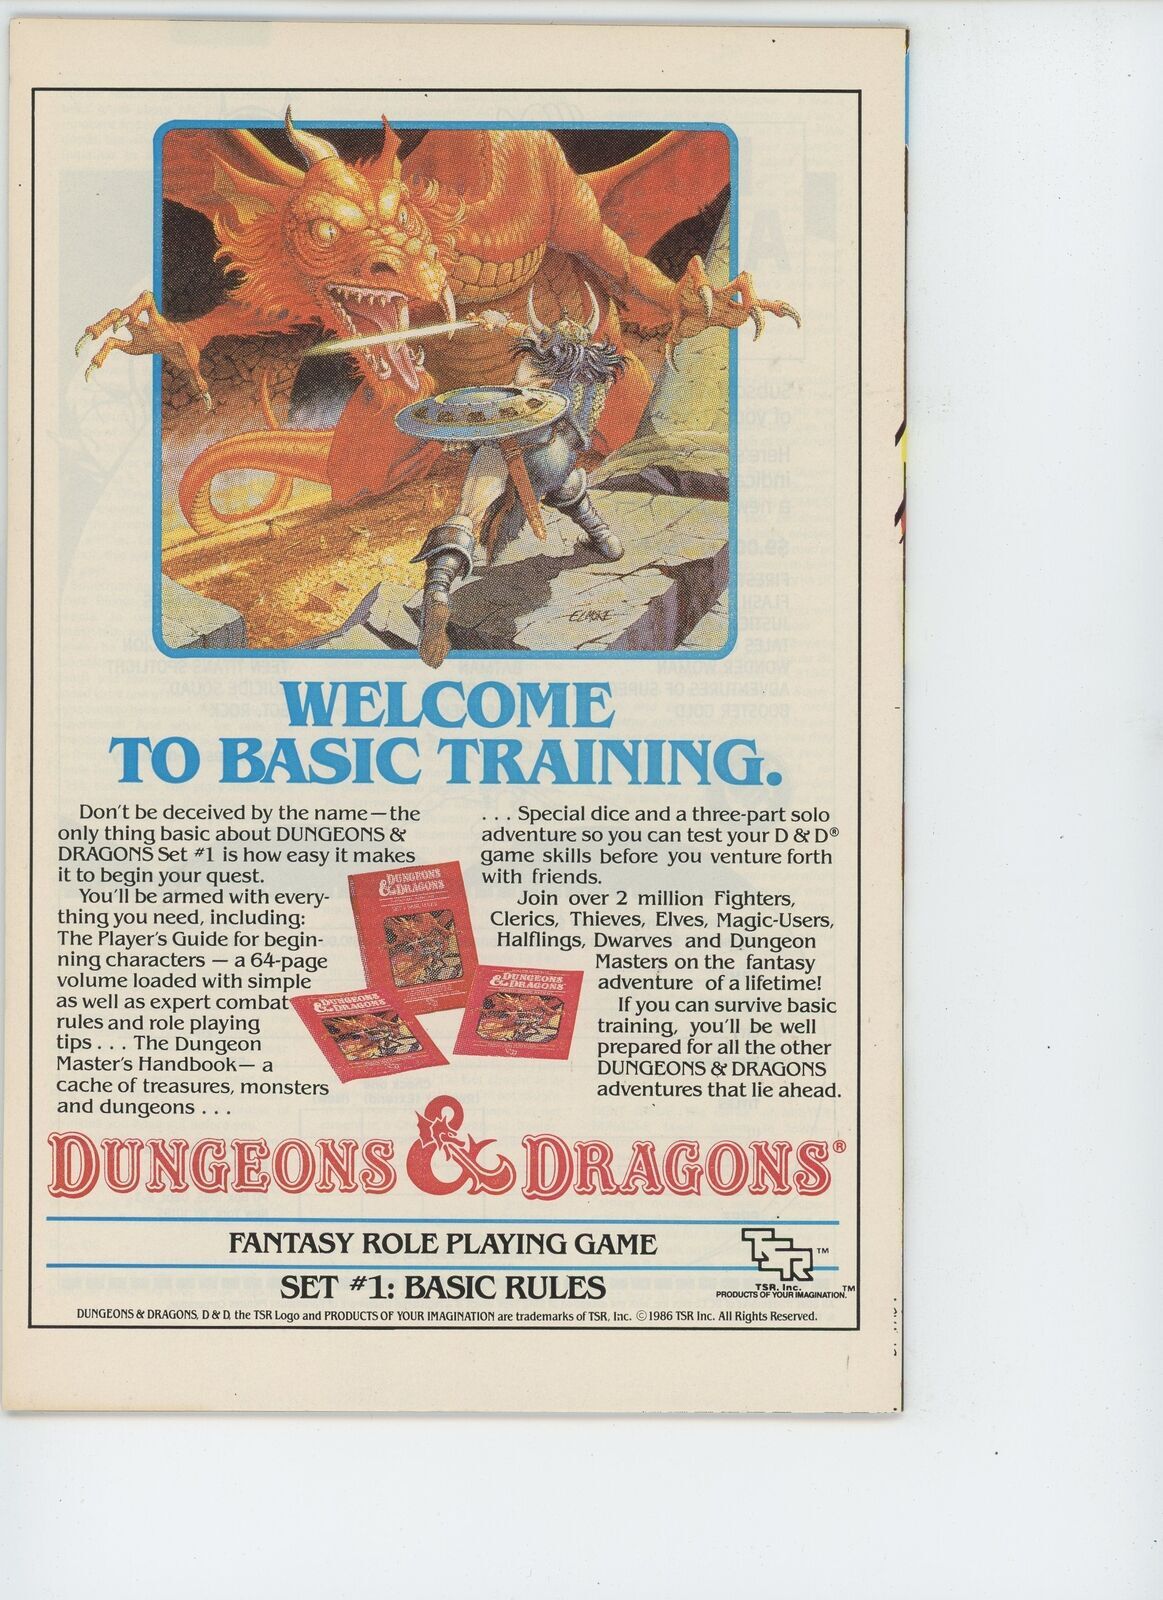 ELMORE
WELCOME
TO BASIC TRAINING.
Don't be deceived by the name—the
only thing basic about DUNGEONS &
DRAGONS Set #1 is how easy it makes
it to begin your quest.
You'll be armed with every-
thing you need, including:
The Player's Guide for begin-
ning characters — a 64-page
volume loaded with simple
as well as expert combat
rules and role playing
tips . . . The Dungeon
Master's Handbook— a
cache of treasures, monsters
and dungeons . . .
. . . Special dice and a three-part solo
adventure so you can test your D & D®
game skills before you venture forth
with friends.
Join over 2 million Fighters,
Clerics, Thieves, Elves, Magic-Users,
Halflings, Dwarves and Dungeon
Masters on the fantasy
adventure of a lifetime!
If you can survive basic
training, you'll be well
prepared for all the other
DUNGEONS & DRAGONS
adventures that lie ahead.
DUNGEONS
& DRAGONS
DUNGEONS
& DRAGONS
DUNGEONS
& DRAGONS
DUNGEONS & DRAGONS®
FANTASY ROLE PLAYING GAME
SET #1: BASIC RULES
TSR™
TSR, Inc.
PRODUCTS OF YOUR IMAGINATION.™
DUNGEONS & DRAGONS, D & D, the TSR Logo and PRODUCTS OF YOUR IMAGINATION are trademarks of TSR, Inc. ©1986 TSR Inc. All Rights Reserved.